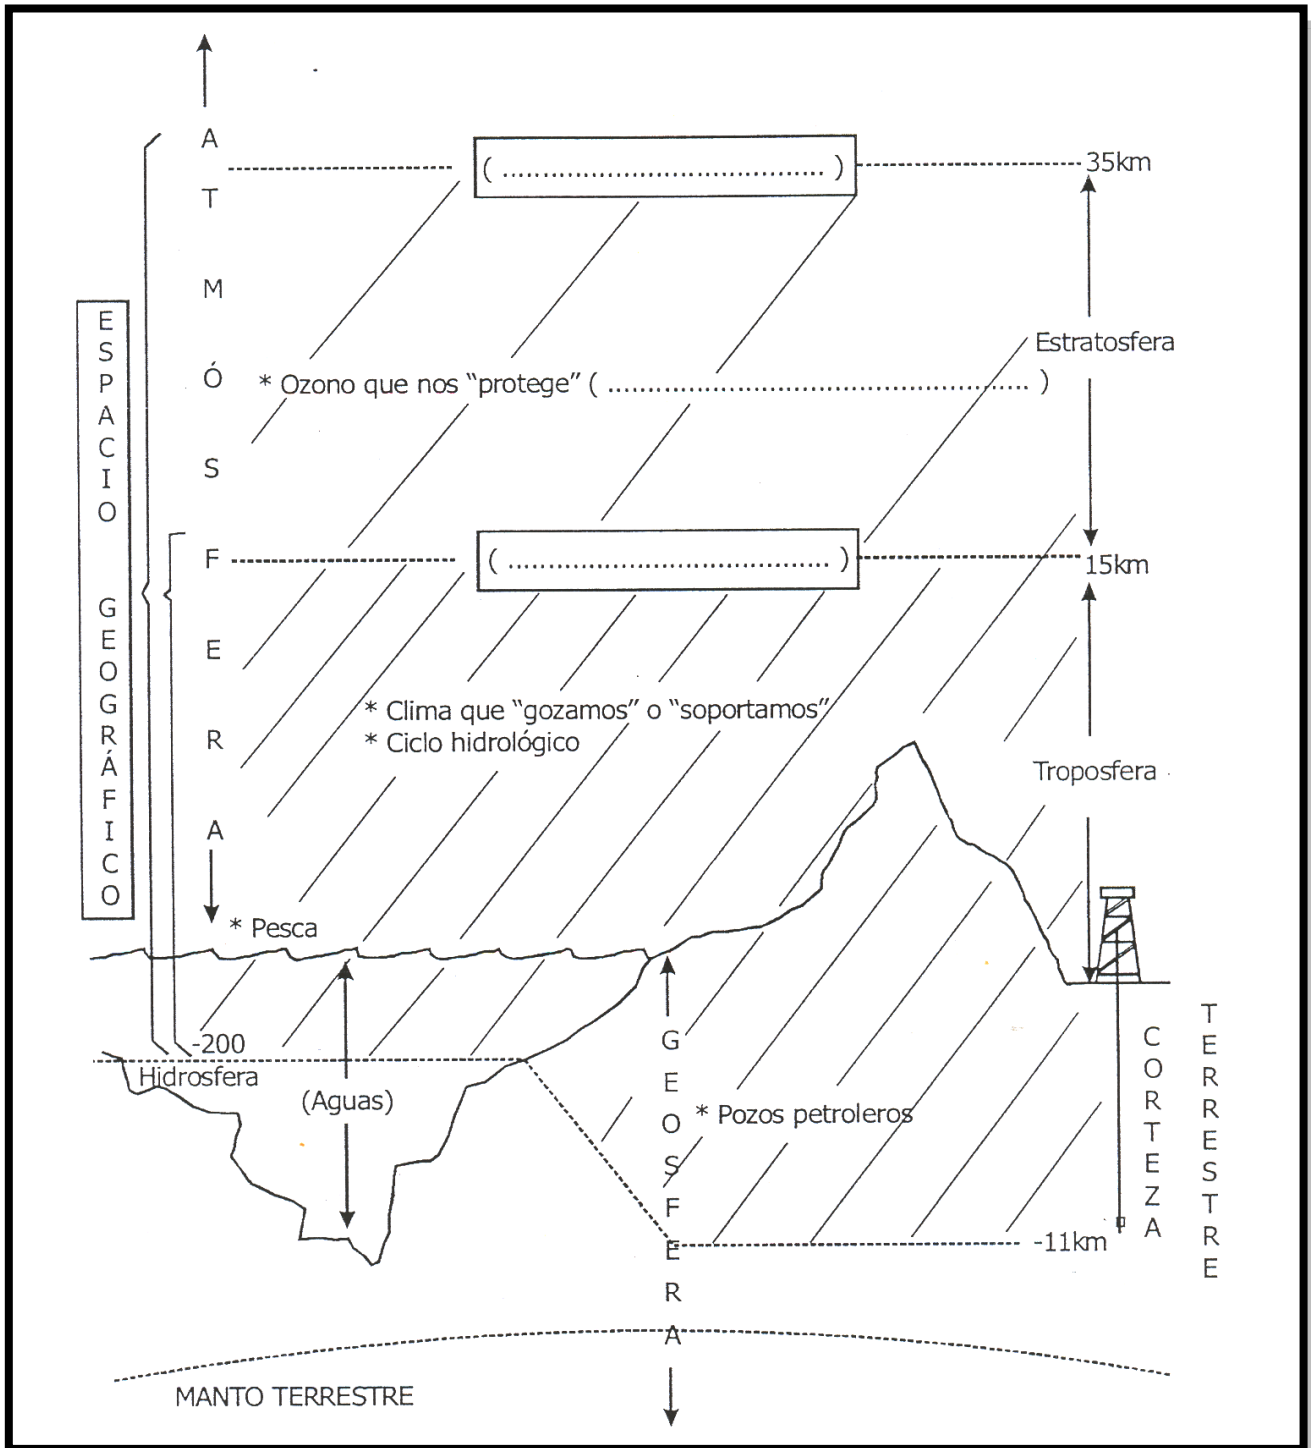 ATMÓSFERA
ESPACIO GEOGRÁFICO
( ........................................ )
35km
Estratosfera
* Ozono que nos “protege” ( .................................................... )
( ........................................ )
15km
* Clima que “gozamos” o “soportamos”
* Ciclo hidrológico
Troposfera
* Pesca
-200
Hidrosfera
(Aguas)
GEOSFERA
* Pozos petroleros
CORTEZA
TERRESTRE
-11km
MANTO TERRESTRE